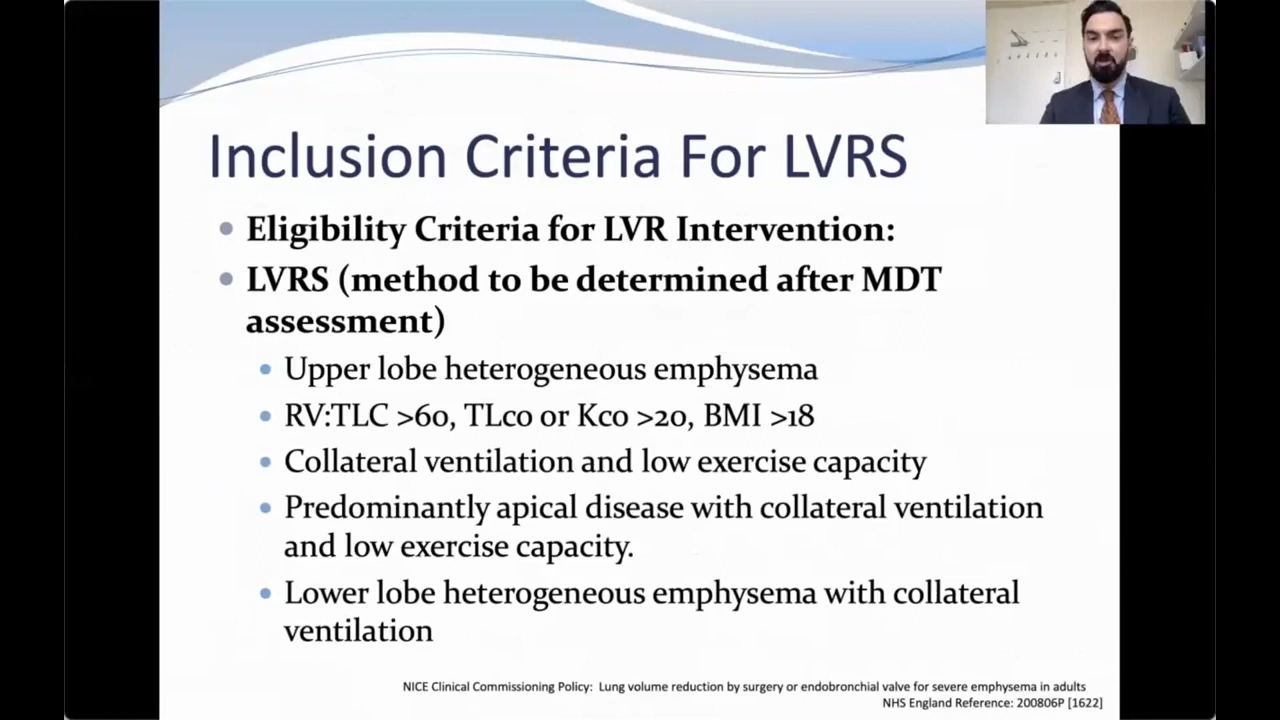 Inclusion Criteria For LVRS
Eligibility Criteria for LVR Intervention:
LVRS (method to be determined after MDT
assessment)
Upper lobe heterogeneous emphysema
RV:TLC >60, TLco or Kco >20, BMI >18
Collateral ventilation and low exercise capacity
Predominantly apical disease with collateral ventilation
and low exercise capacity.
Lower lobe heterogeneous emphysema with collateral
ventilation
NICE Clinical Commissioning Policy: Lung volume reduction by surgery or endobronchial valve for severe emphysema in adults
NHS England Reference: 200806P [1622]